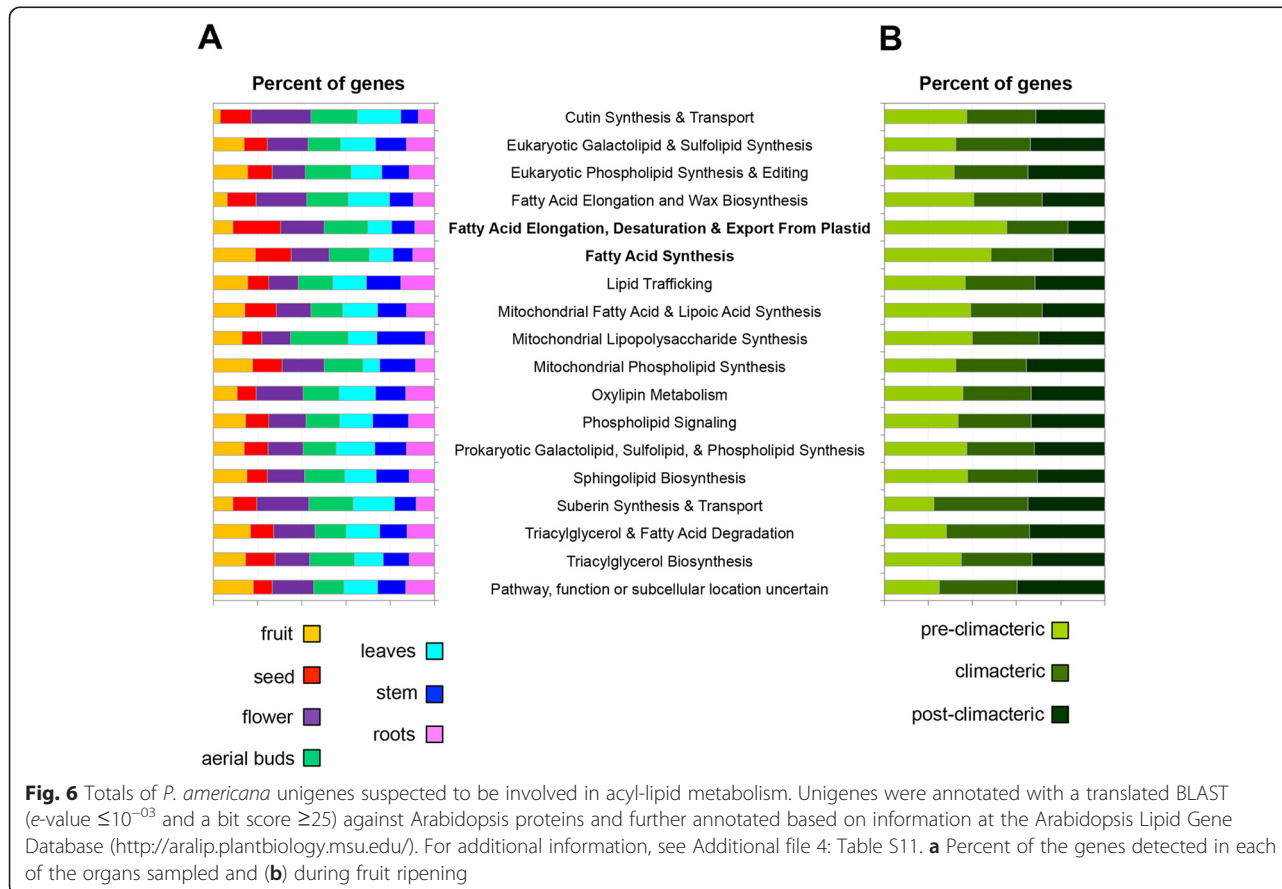 A
B
Percent of genes
Percent of genes
Cutin Synthesis & Transport
Eukaryotic Galactolipid & Sulfolipid Synthesis
Eukaryotic Phospholipid Synthesis & Editing
Fatty Acid Elongation and Wax Biosynthesis
Fatty Acid Elongation, Desaturation & Export From Plastid
Fatty Acid Synthesis
Lipid Trafficking
Mitochondrial Fatty Acid & Lipoic Acid Synthesis
Mitochondrial Lipopolysaccharide Synthesis
Mitochondrial Phospholipid Synthesis
Oxylipin Metabolism
Phospholipid Signaling
Prokaryotic Galactolipid, Sulfolipid, & Phospholipid Synthesis
Sphingolipid Biosynthesis
Suberin Synthesis & Transport
Triacylglycerol & Fatty Acid Degradation
Triacylglycerol Biosynthesis
Pathway, function or subcellular location uncertain
fruit
seed
flower
aerial buds
leaves
stem
roots
pre-climacteric
climacteric
post-climacteric
Fig. 6 Totals of P. americana unigenes suspected to be involved in acyl-lipid metabolism. Unigenes were annotated with a translated BLAST
(e-value ≤10⁻⁰³ and a bit score ≥25) against Arabidopsis proteins and further annotated based on information at the Arabidopsis Lipid Gene
Database (http://aralip.plantbiology.msu.edu/). For additional information, see Additional file 4: Table S11. a Percent of the genes detected in each
of the organs sampled and (b) during fruit ripening